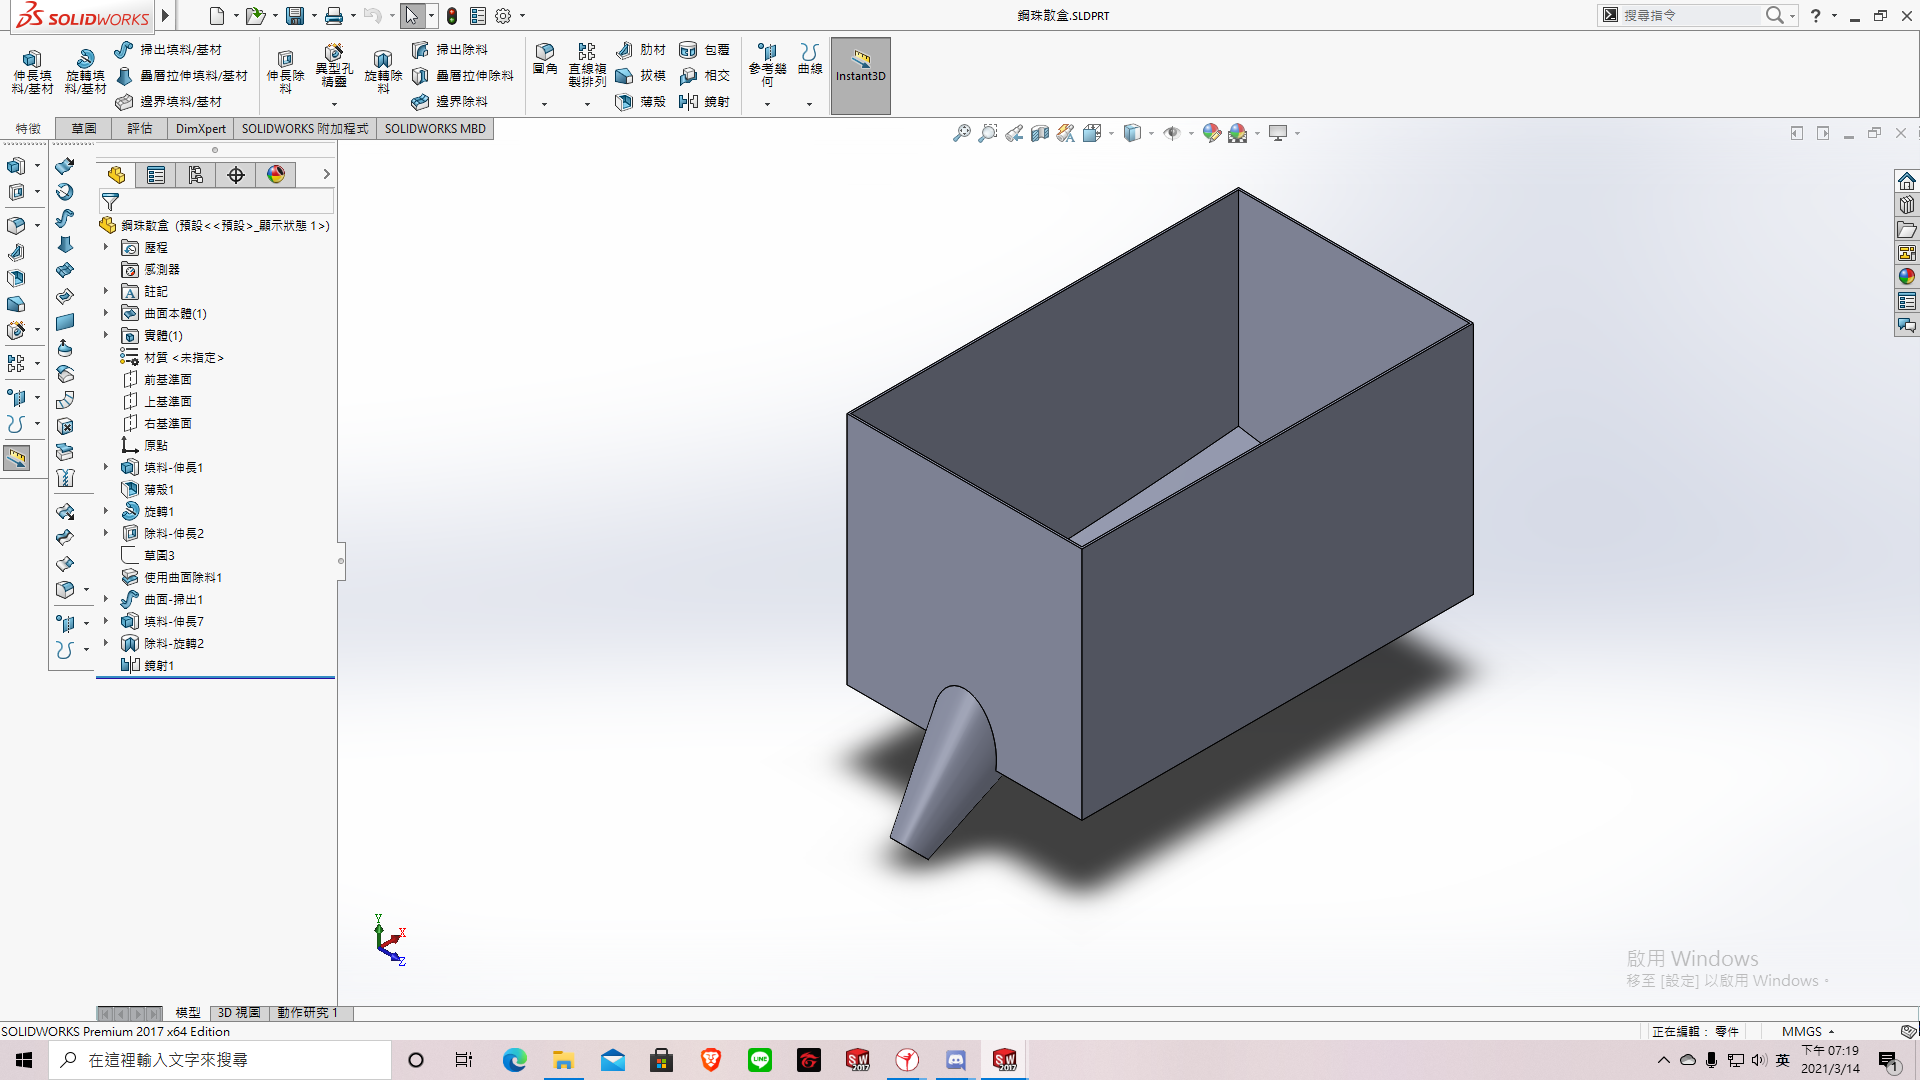 SOLIDWORKS
鋼珠散盒.SLDPRT
搜尋指令
伸長填料/基材
旋轉填料/基材
掃出填料/基材
疊層拉伸填料/基材
邊界填料/基材
伸長除料
異型孔精靈
旋轉除料
掃出除料
疊層拉伸除料
邊界除料
圓角
直線複製排列
肋材
拔模
薄殼
包覆
相交
鏡射
參考幾何
曲線
Instant3D
特徵
草圖
評估
DimXpert
SOLIDWORKS 附加程式
SOLIDWORKS MBD
鋼珠散盒 (預設<<預設>_顯示狀態 1>)
歷程
感測器
註記
曲面本體(1)
實體(1)
材質 <未指定>
前基準面
上基準面
右基準面
原點
填料-伸長1
薄殼1
旋轉1
除料-伸長2
草圖3
使用曲面除料1
曲面-掃出1
填料-伸長7
除料-旋轉2
鏡射1
Y
X
Z
啟用 Windows
移至 [設定] 以啟用 Windows。
模型
3D 視圖
動作研究 1
SOLIDWORKS Premium 2017 x64 Edition
正在編輯： 零件
MMGS
在這裡輸入文字來搜尋
英
下午 07:19
2021/3/14
1